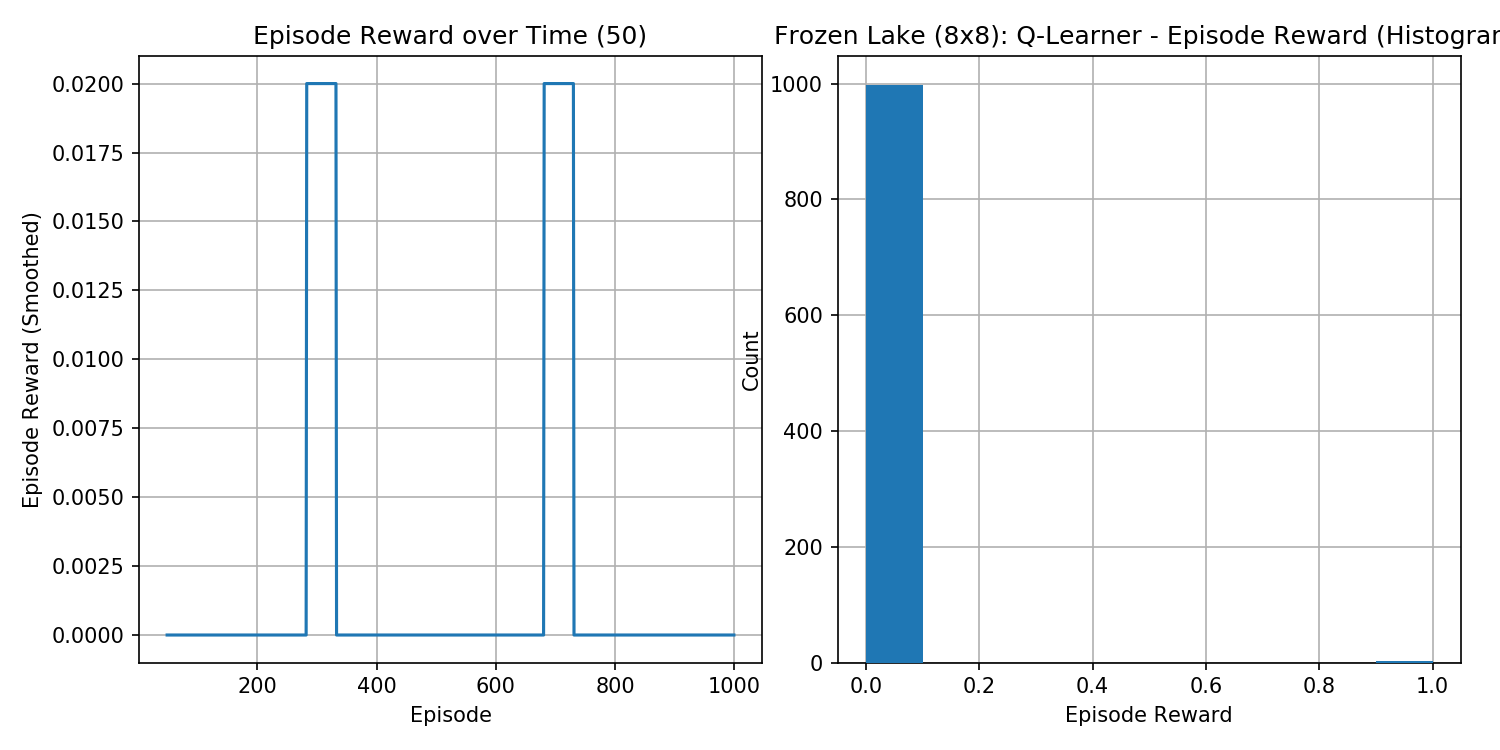 Episode Reward over Time (50)
Episode Reward (Smoothed)
0.0200
0.0175
0.0150
0.0125
0.0100
0.0075
0.0050
0.0025
0.0000
200 400 600 800 1000
Episode
Frozen Lake (8x8): Q-Learner - Episode Reward (Histogra
Count
1000
800
600
400
200
0
0.0 0.2 0.4 0.6 0.8 1.0
Episode Reward